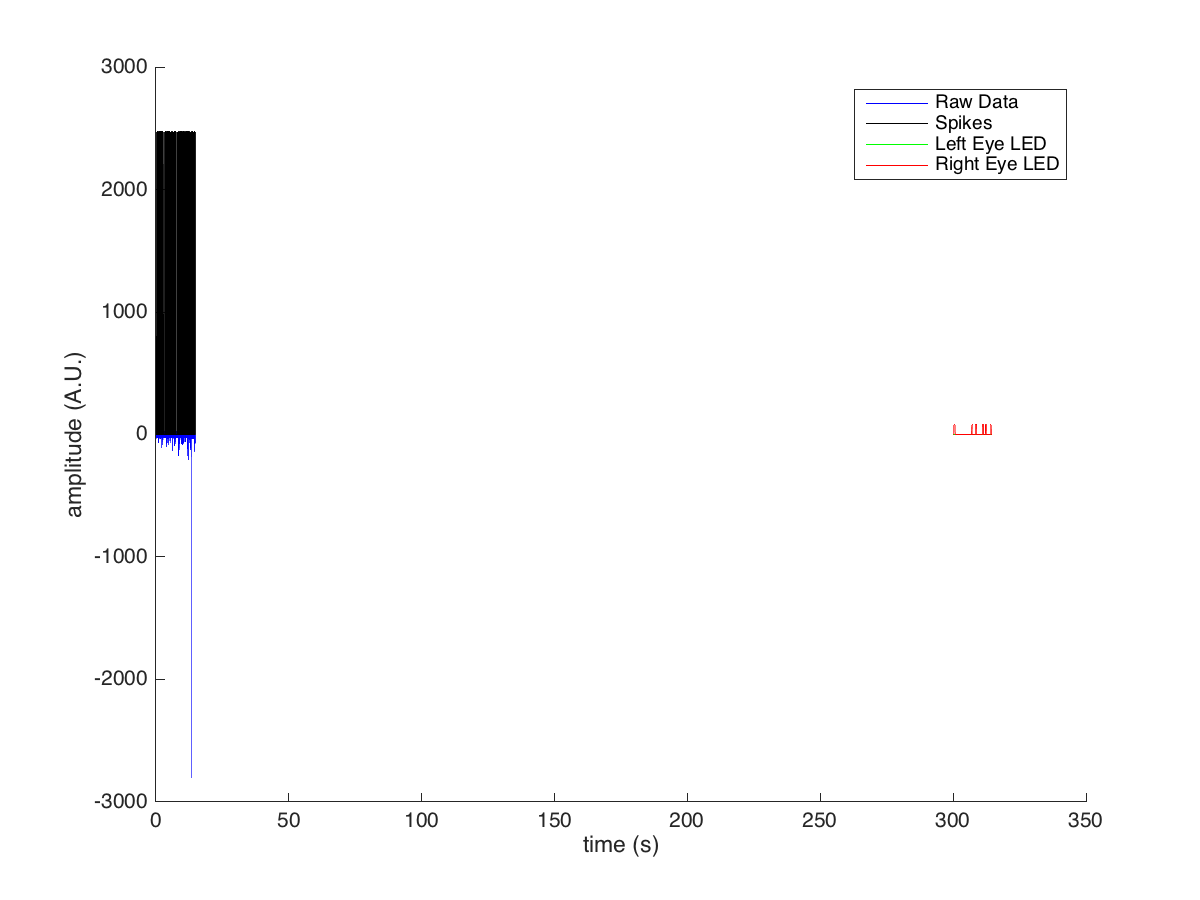 3000
2000
1000
0
-1000
-2000
-3000
amplitude (A.U.)
0 50 100 150 200 250 300 350
time (s)
Raw Data
Spikes
Left Eye LED
Right Eye LED